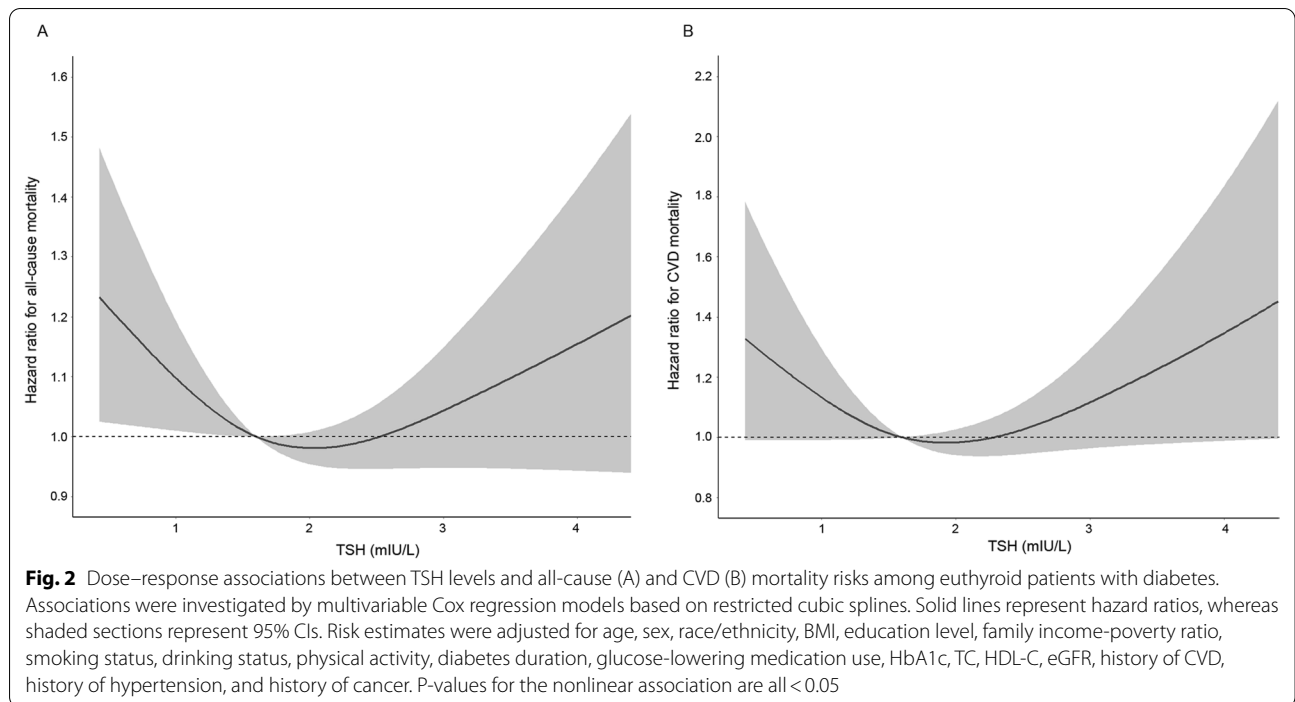 A
1.6
1.5
1.4
1.3
1.2
1.1
1.0
0.9
Hazard ratio for all-cause mortality
1
2
3
4
TSH (mIU/L)
B
2.2
2.0
1.8
1.6
1.4
1.2
1.0
0.8
Hazard ratio for CVD mortality
1
2
3
4
TSH (mIU/L)
Fig. 2 Dose–response associations between TSH levels and all-cause (A) and CVD (B) mortality risks among euthyroid patients with diabetes.
Associations were investigated by multivariable Cox regression models based on restricted cubic splines. Solid lines represent hazard ratios, whereas
shaded sections represent 95% CIs. Risk estimates were adjusted for age, sex, race/ethnicity, BMI, education level, family income-poverty ratio,
smoking status, drinking status, physical activity, diabetes duration, glucose-lowering medication use, HbA1c, TC, HDL-C, eGFR, history of CVD,
history of hypertension, and history of cancer. P-values for the nonlinear association are all < 0.05